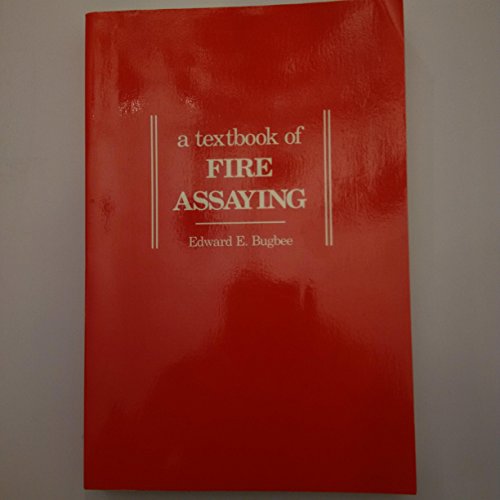 a textbook of
FIRE
ASSAYING
Edward E. Bugbee